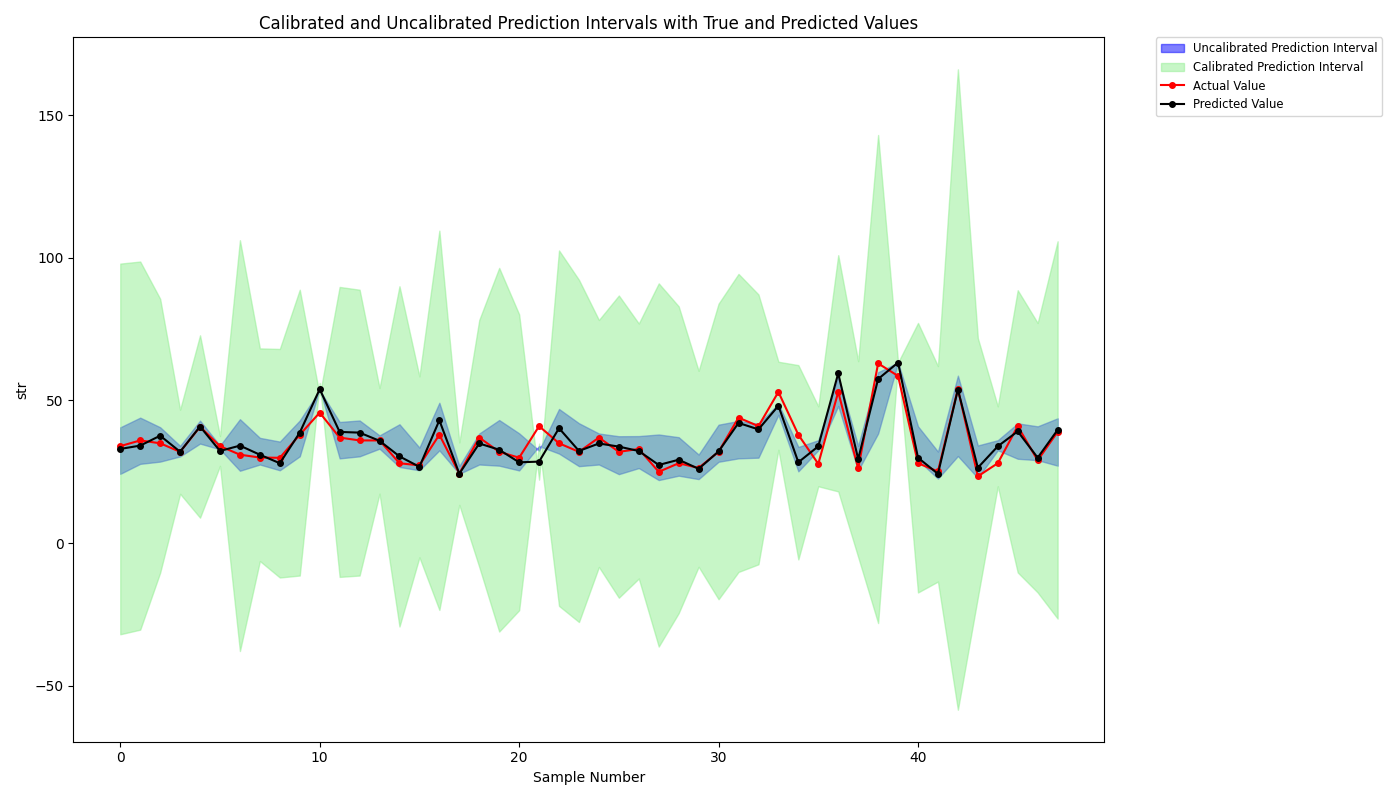 Calibrated and Uncalibrated Prediction Intervals with True and Predicted Values
Uncalibrated Prediction Interval
Calibrated Prediction Interval
Actual Value
Predicted Value
150
100
50
0
−50
str
0 10 20 30 40
Sample Number